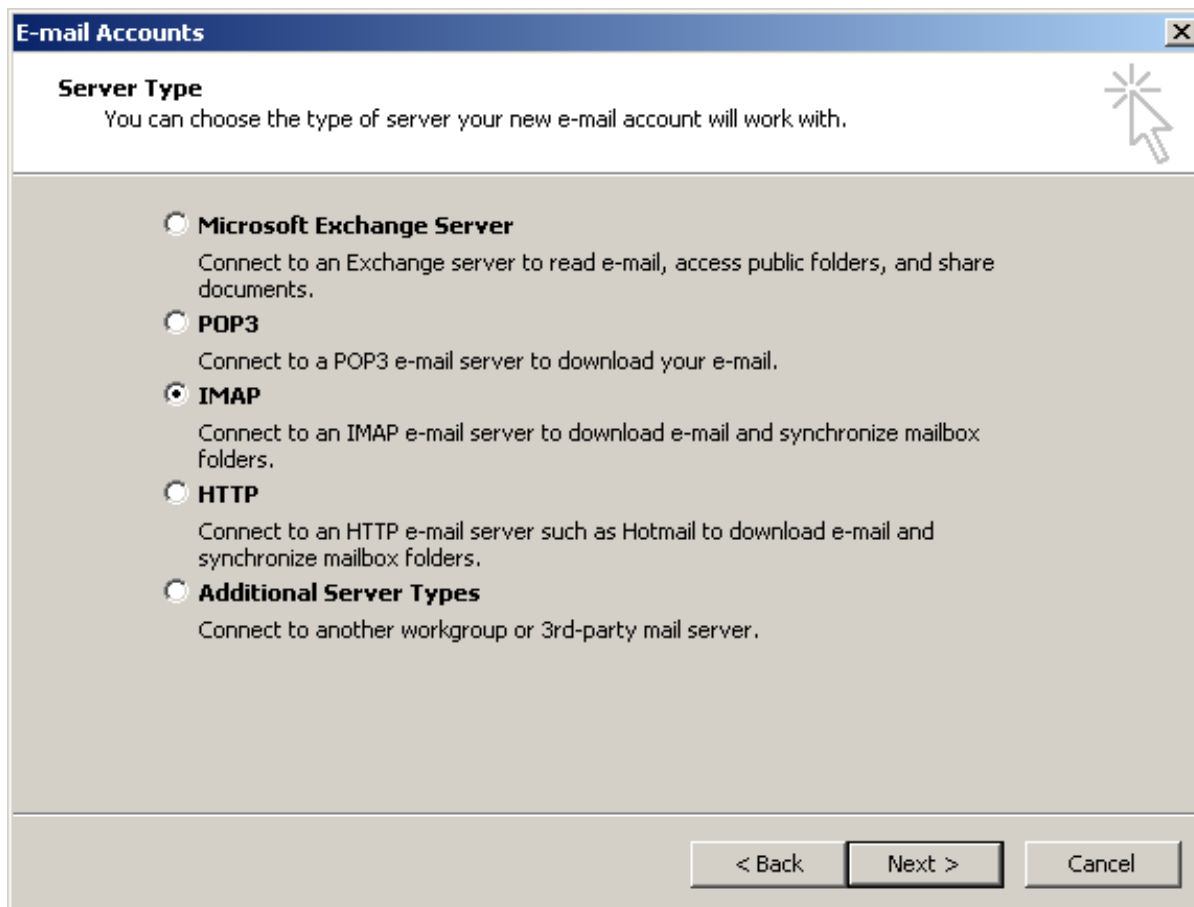 E-mail Accounts
Server Type
You can choose the type of server your new e-mail account will work with.
Microsoft Exchange Server
Connect to an Exchange server to read e-mail, access public folders, and share
documents.
POP3
Connect to a POP3 e-mail server to download your e-mail.
IMAP
Connect to an IMAP e-mail server to download e-mail and synchronize mailbox
folders.
HTTP
Connect to an HTTP e-mail server such as Hotmail to download e-mail and
synchronize mailbox folders.
Additional Server Types
Connect to another workgroup or 3rd-party mail server.
< Back Next > Cancel